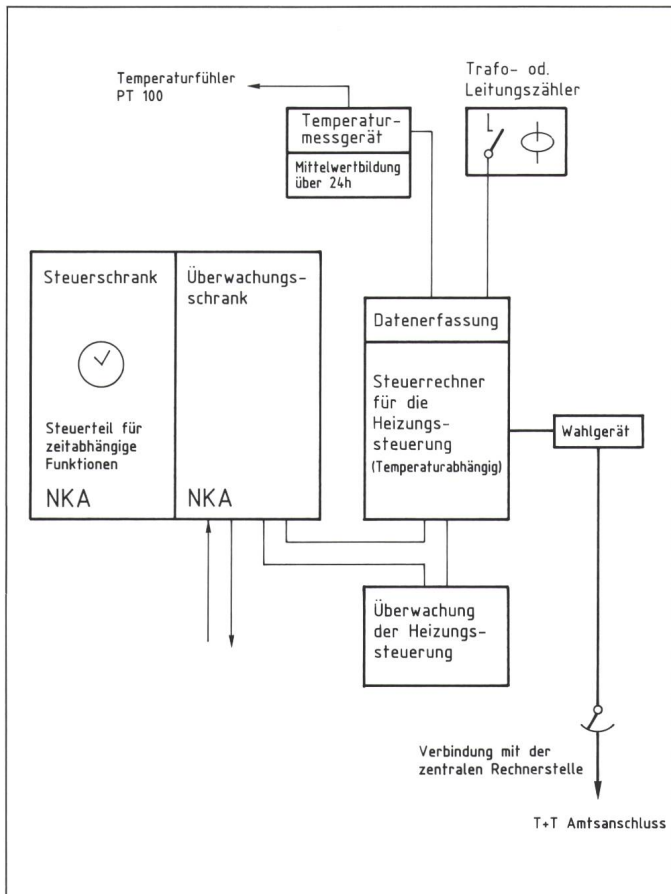 Temperaturfühler
PT 100
Temperatur-
messgerät
Mittelwertbildung
über 24h
Trafo- od.
Leitungszähler
Steuerschrank
Steuerteil für
zeitabhängige
Funktionen
NKA
Überwachungs-
schrank
NKA
Datenerfassung
Steuerrechner
für die
Heizungs-
steuerung
(Temperaturabhängig)
Wahlgerät
Überwachung
der Heizungs-
steuerung
Verbindung mit der
zentralen Rechnerstelle
T+T Amtsanschluss